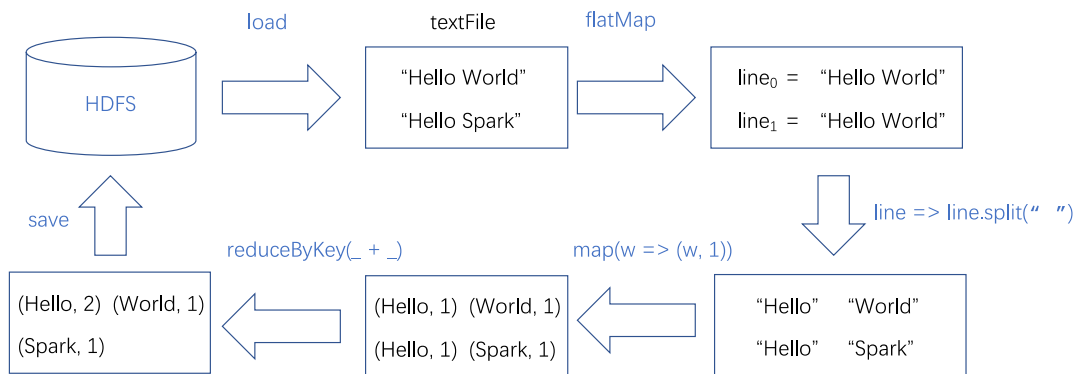 load
textFile
flatMap
HDFS
“Hello World”
“Hello Spark”
line₀ = “Hello World”
line₁ = “Hello World”
line => line.split(“ ”)
map(w => (w, 1))
reduceByKey(_ + _)
save
“Hello” “World”
“Hello” “Spark”
(Hello, 1) (World, 1)
(Hello, 1) (Spark, 1)
(Hello, 2) (World, 1)
(Spark, 1)